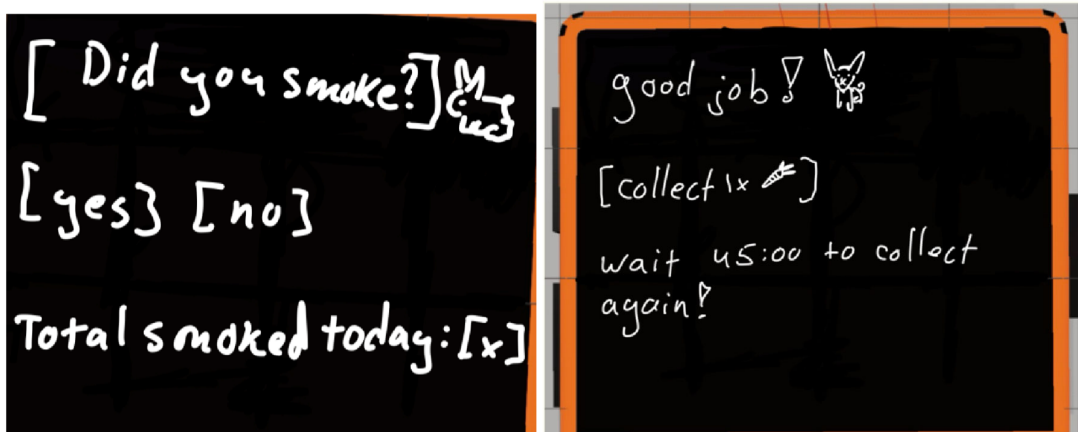 [ Did you smoke?]
[yes} [no]
Total smoked today: [x]
good job!
[collect 1x ]
wait 45:00 to collect
again!